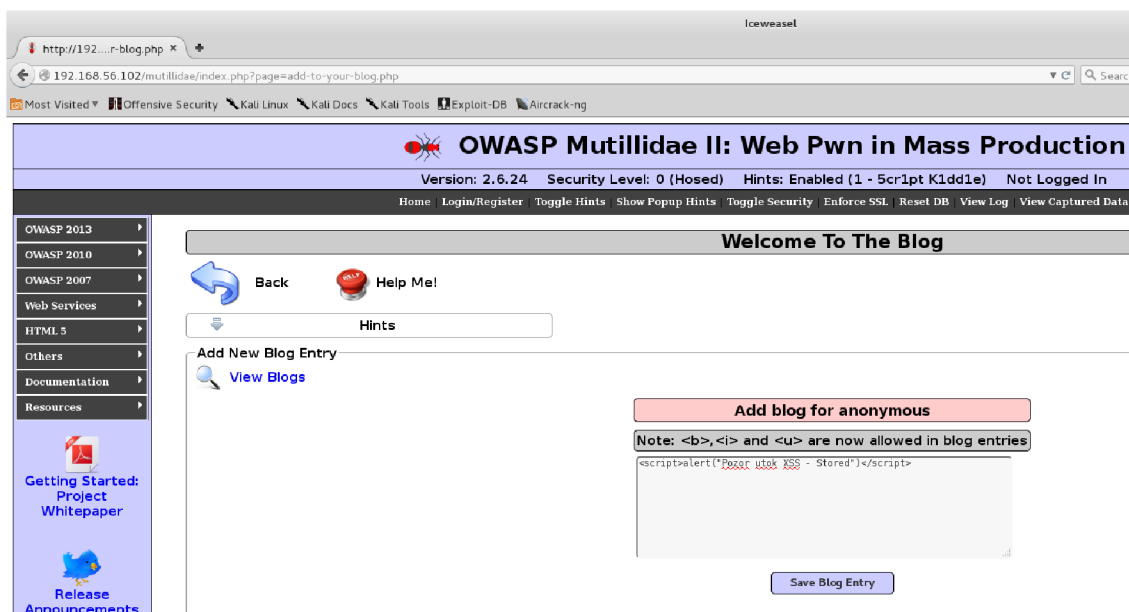 Iceweasel
http://192....r-blog.php
192.168.56.102/mutillidae/index.php?page=add-to-your-blog.php
Searc
Most Visited
Offensive Security
Kali Linux
Kali Docs
Kali Tools
Exploit-DB
Aircrack-ng
OWASP Mutillidae II: Web Pwn in Mass Production
Version: 2.6.24 Security Level: 0 (Hosed) Hints: Enabled (1 - 5cr1pt K1dd1e) Not Logged In
Home | Login/Register | Toggle Hints | Show Popup Hints | Toggle Security | Enforce SSL | Reset DB | View Log | View Captured Data
OWASP 2013
OWASP 2010
OWASP 2007
Web Services
HTML 5
Others
Documentation
Resources
Getting Started:
Project
Whitepaper
Release
Announcements
Welcome To The Blog
Back
HELP
Help Me!
Hints
Add New Blog Entry
View Blogs
Add blog for anonymous
Note: <b>,<i> and <u> are now allowed in blog entries
<script>alert("Pozor utok XSS - Stored")</script>
Save Blog Entry